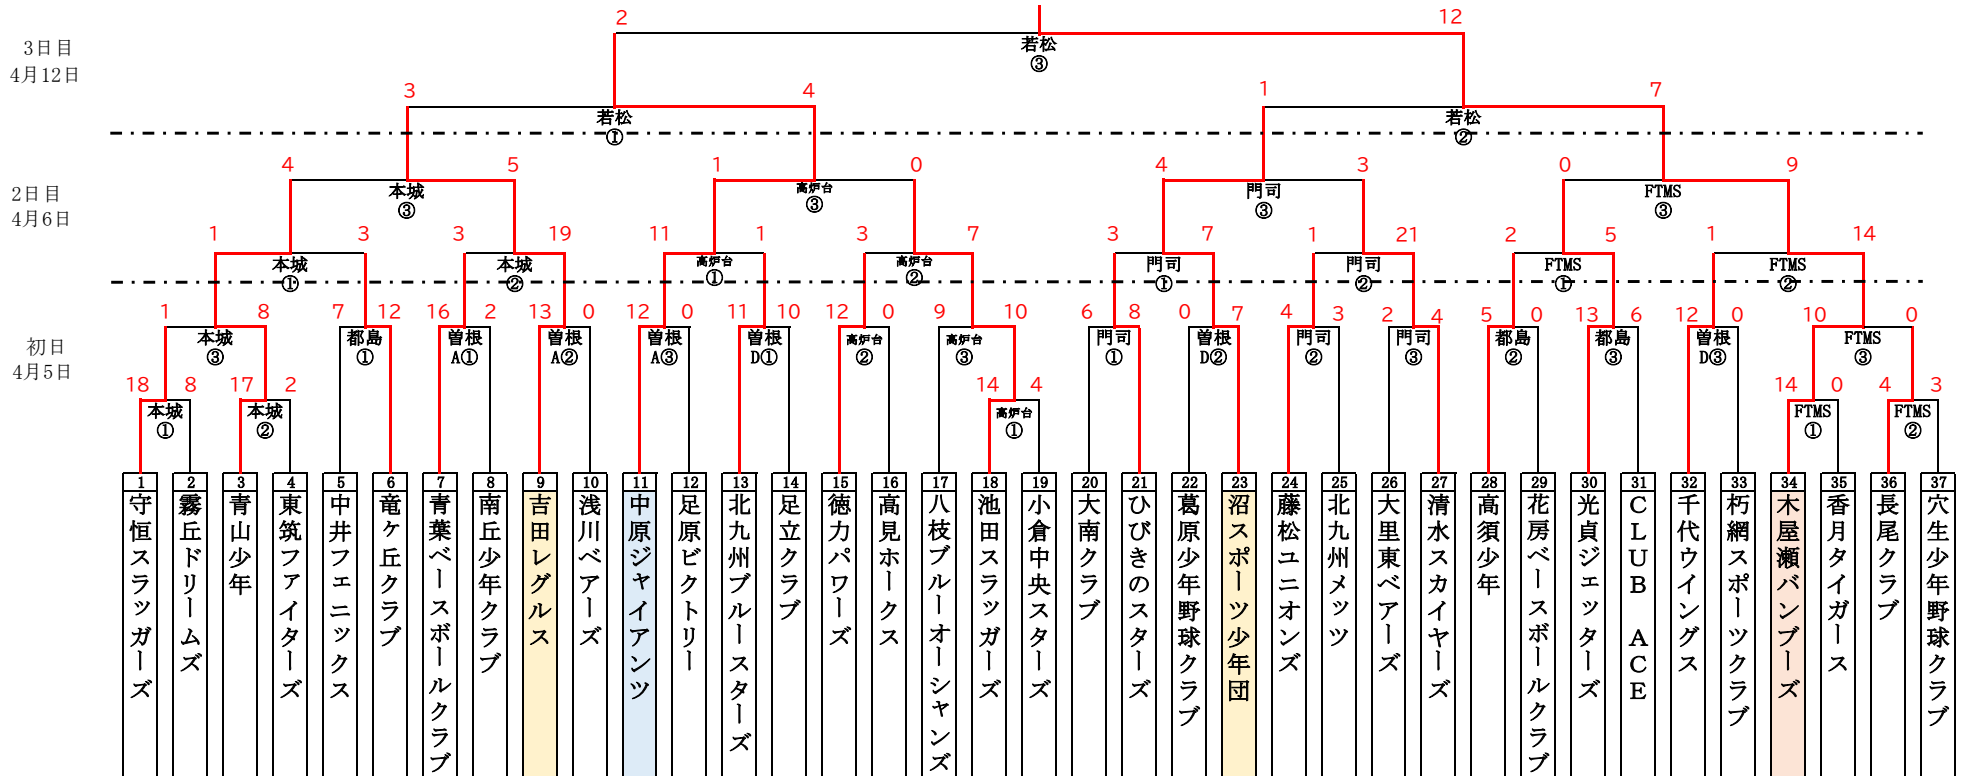 2 12
3日目
4月12日
若松
③
3 4 1 7
若松 若松
① ②
4 5 1 0 4 3 0 9
2日目
4月6日
本城 高炉台 門司 FTMS
③ ③ ③ ③
1 3 3 19 11 1 3 7 3 7 1 21 2 5 1 14
本城 本城 高炉台 高炉台 門司 門司 FTMS FTMS
① ② ① ② ① ② ① ②
1 8 7 12 16 2 13 0 12 0 11 10 12 0 9 10 6 8 0 7 4 3 2 4 5 0 13 6 12 0 10 0
初日
4月5日
本城 都島 曽根 曽根 曽根 曽根 高炉台 高炉台 門司 曽根 門司 門司 都島 都島 曽根 FTMS
③ ① A① A② A③ D① ② ③ ① D② ② ③ ② ③ D③ ③
18 8 17 2 14 4 14 0 4 3
本城 本城 高炉台 FTMS FTMS
① ② ① ① ②
1 守恒スラッガーズ
2 霧丘ドリームズ
3 青山少年
4 東筑ファイターズ
5 中井フェニックス
6 竜ケ丘クラブ
7 青葉ベースボールクラブ
8 南丘少年クラブ
9 吉田レグルス
10 浅川ベアーズ
11 中原ジャイアンツ
12 足原ビクトリー
13 北九州ブルースターズ
14 足立クラブ
15 徳力パワーズ
16 高見ホークス
17 八枝ブルーオーシャンズ
18 池田スラッガーズ
19 小倉中央スターズ
20 大南クラブ
21 ひびきのスターズ
22 葛原少年野球クラブ
23 沼スポーツ少年団
24 藤松ユニオンズ
25 北九州メッツ
26 大里東ベアーズ
27 清水スカイヤーズ
28 高須少年
29 花房ベースボールクラブ
30 光貞ジェッターズ
31 CLUB ACE
32 千代ウイングス
33 朽網スポーツクラブ
34 木屋瀬バンブーズ
35 香月タイガース
36 長尾クラブ
37 穴生少年野球クラブ